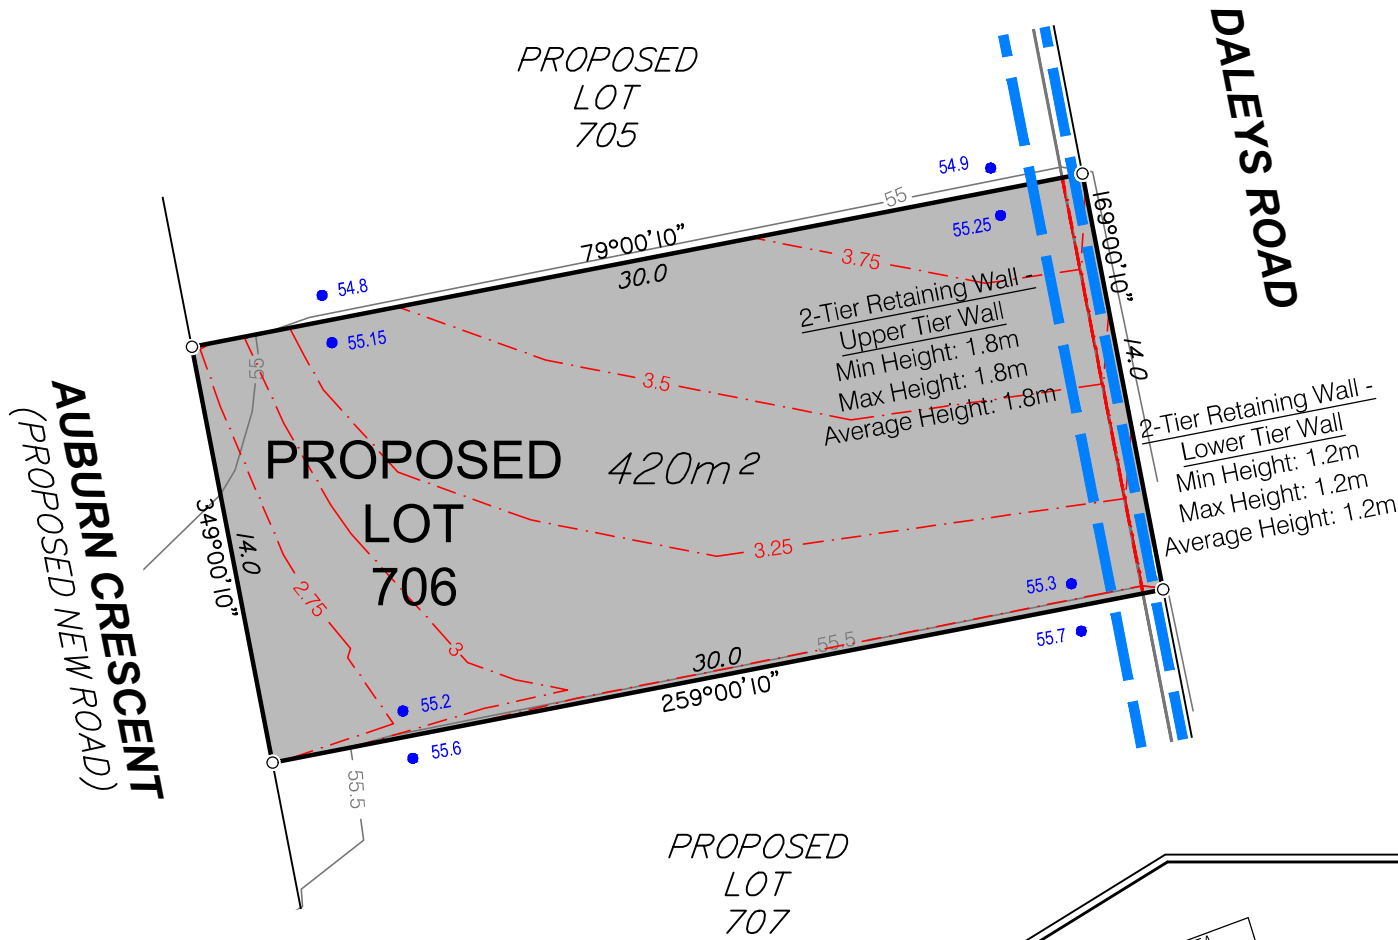 PROPOSED
LOT
705
DALEYS ROAD
54.9
55
55.25
169°00'10"
79°00'10"
30.0
3.75
54.8
55.15
55
2-Tier Retaining Wall -
Upper Tier Wall
Min Height: 1.8m
Max Height: 1.8m
Average Height: 1.8m
14.0
3.5
2-Tier Retaining Wall -
Lower Tier Wall
Min Height: 1.2m
Max Height: 1.2m
Average Height: 1.2m
AUBURN CRESCENT
(PROPOSED NEW ROAD)
PROPOSED
LOT
706
420m²
349°00'10"
14.0
3.25
2.75
3
55.3
55.7
55.5
30.0
259°00'10"
55.2
55.6
55.5
PROPOSED
LOT
707